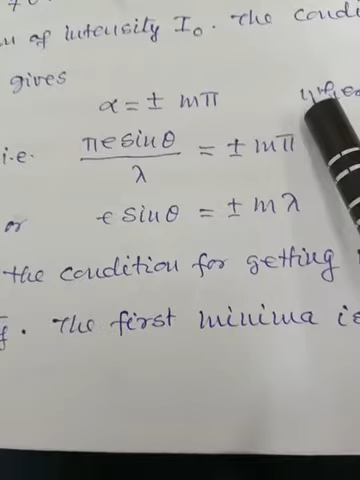 of intensity I₀. The condi
gives
α = ± mπ
i.e. πe sinθ / λ = ± mπ
or e sinθ = ± mλ
the condition for getting
. The first minima is